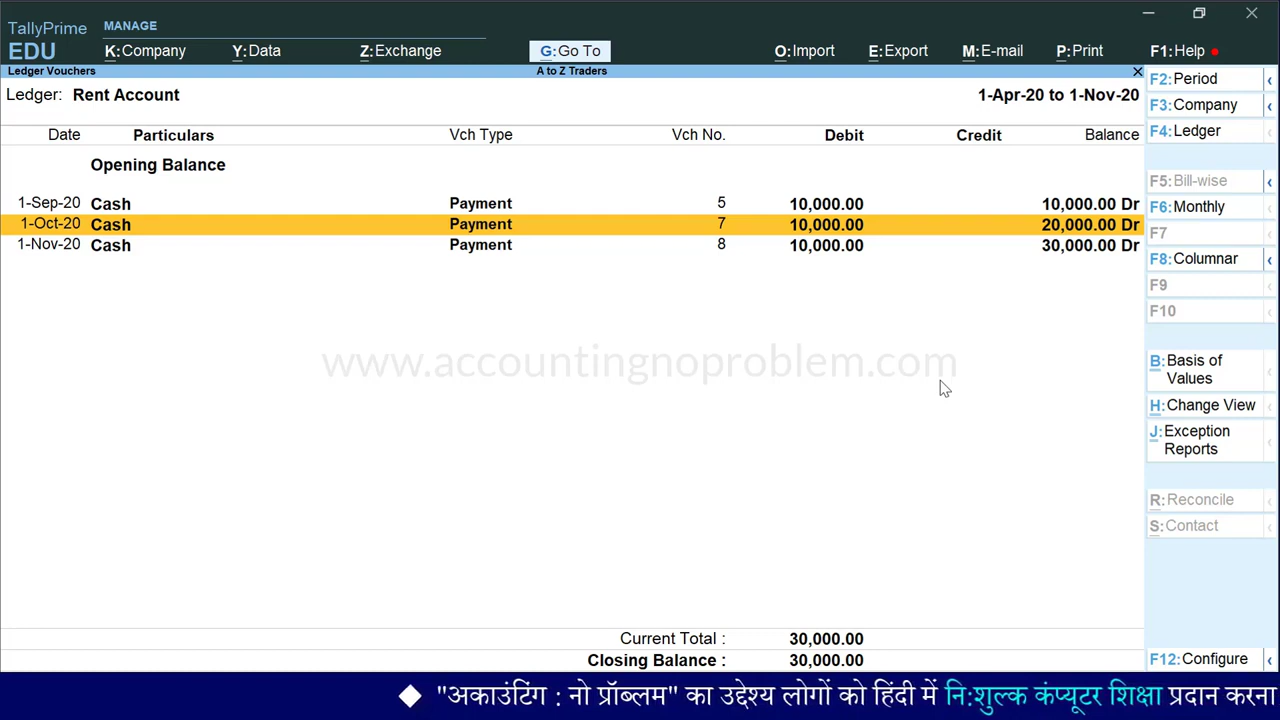 MANAGE
TallyPrime
EDU
K:Company Y:Data Z:Exchange G:Go To O:Import E:Export M:E-mail P:Print F1:Help
Ledger Vouchers A to Z Traders
Ledger: Rent Account 1-Apr-20 to 1-Nov-20
Date Particulars Vch Type Vch No. Debit Credit Balance
Opening Balance
1-Sep-20 Cash Payment 5 10,000.00 10,000.00 Dr
1-Oct-20 Cash Payment 7 10,000.00 20,000.00 Dr
1-Nov-20 Cash Payment 8 10,000.00 30,000.00 Dr
www.accountingnoproblem.com
Current Total : 30,000.00
Closing Balance : 30,000.00
F2:Period
F3:Company
F4:Ledger
F5:Bill-wise
F6:Monthly
F7
F8:Columnar
F9
F10
B:Basis of
Values
H:Change View
J:Exception
Reports
R:Reconcile
S:Contact
F12:Configure
"अकाउंटिंग : नो प्रॉब्लम" का उद्देश्य लोगों को हिंदी में नि:शुल्क कंप्यूटर शिक्षा प्रदान करना